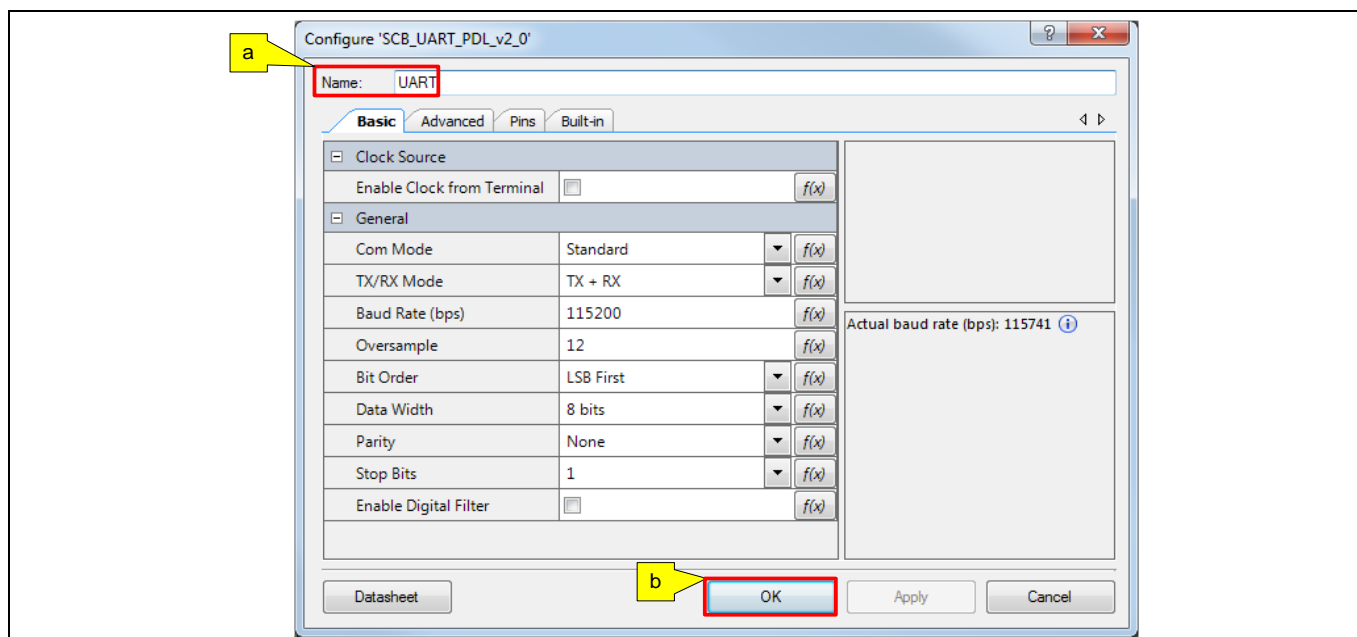 Configure 'SCB_UART_PDL_v2_0'
?
X
a
Name: UART
Basic Advanced Pins Built-in
Clock Source
Enable Clock from Terminal f(x)
General
Com Mode Standard f(x)
TX/RX Mode TX + RX f(x)
Baud Rate (bps) 115200 f(x)
Actual baud rate (bps): 115741 i
Oversample 12 f(x)
Bit Order LSB First f(x)
Data Width 8 bits f(x)
Parity None f(x)
Stop Bits 1 f(x)
Enable Digital Filter f(x)
b
Datasheet OK Apply Cancel